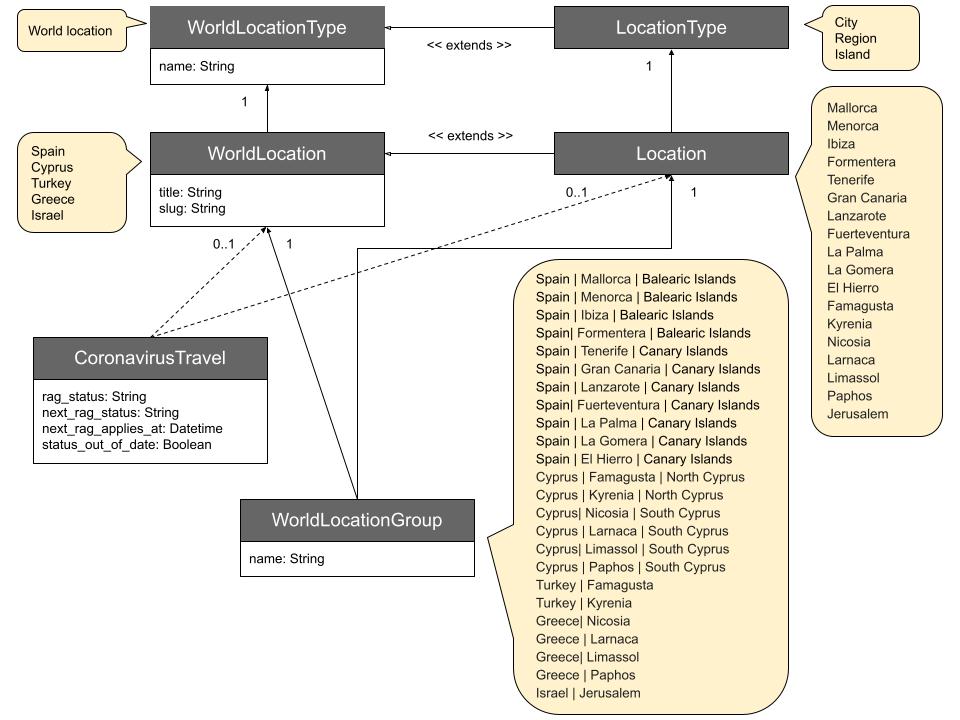 World location
WorldLocationType
name: String
<< extends >>
LocationType
City
Region
Island
1
1
Spain
Cyprus
Turkey
Greece
Israel
WorldLocation
title: String
slug: String
<< extends >>
Location
0..1
1
0..1
1
Mallorca
Menorca
Ibiza
Formentera
Tenerife
Gran Canaria
Lanzarote
Fuerteventura
La Palma
La Gomera
El Hierro
Famagusta
Kyrenia
Nicosia
Larnaca
Limassol
Paphos
Jerusalem
CoronavirusTravel
rag_status: String
next_rag_status: String
next_rag_applies_at: Datetime
status_out_of_date: Boolean
WorldLocationGroup
name: String
Spain | Mallorca | Balearic Islands
Spain | Menorca | Balearic Islands
Spain | Ibiza | Balearic Islands
Spain| Formentera | Balearic Islands
Spain | Tenerife | Canary Islands
Spain | Gran Canaria | Canary Islands
Spain | Lanzarote | Canary Islands
Spain| Fuerteventura | Canary Islands
Spain | La Palma | Canary Islands
Spain | La Gomera | Canary Islands
Spain | El Hierro | Canary Islands
Cyprus | Famagusta | North Cyprus
Cyprus | Kyrenia | North Cyprus
Cyprus| Nicosia | South Cyprus
Cyprus | Larnaca | South Cyprus
Cyprus| Limassol | South Cyprus
Cyprus | Paphos | South Cyprus
Turkey | Famagusta
Turkey | Kyrenia
Greece| Nicosia
Greece | Larnaca
Greece| Limassol
Greece | Paphos
Israel | Jerusalem